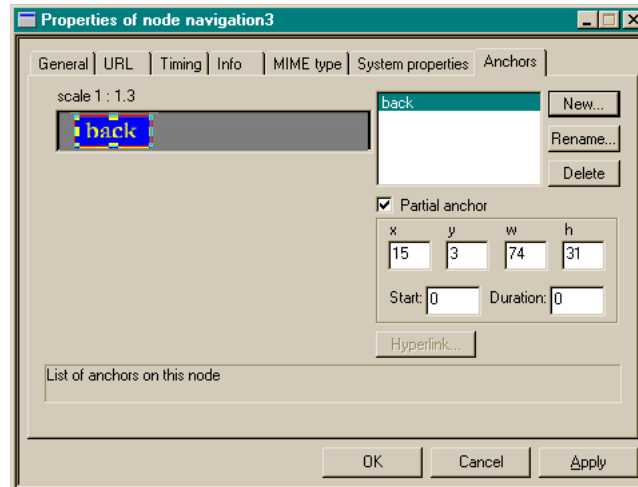 Properties of node navigation3
General URL Timing Info MIME type System properties Anchors
scale 1 : 1.3
back
back
New...
Rename...
Delete
Partial anchor
x y w h
15 3 74 31
Start: 0 Duration: 0
Hyperlink...
List of anchors on this node
OK Cancel Apply